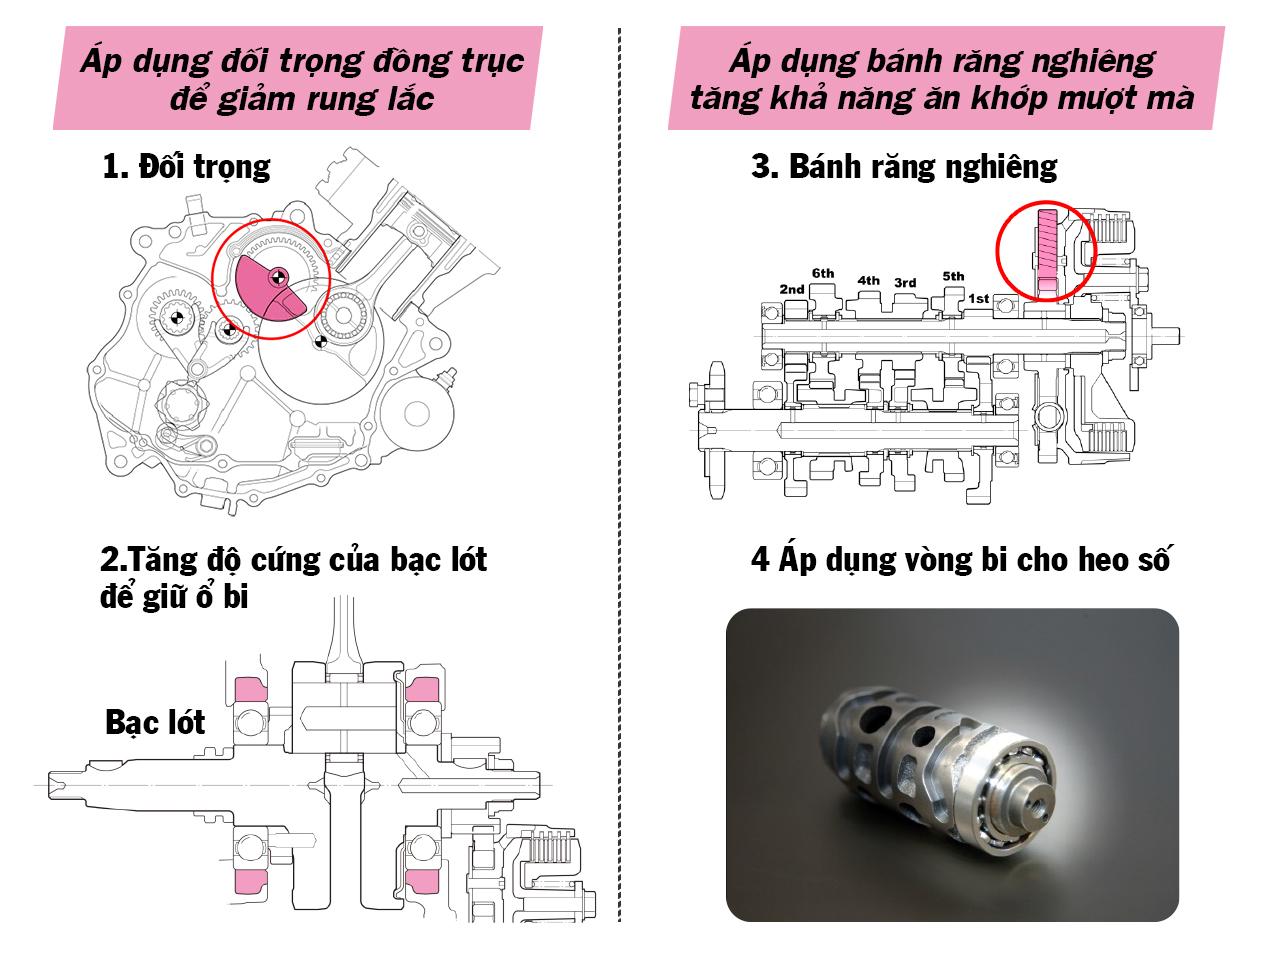 Áp dụng đối trọng đồng trục
để giảm rung lắc
1. Đối trọng
2.Tăng độ cứng của bạc lót
để giữ ổ bi
Bạc lót
Áp dụng bánh răng nghiêng
tăng khả năng ăn khớp mượt mà
3. Bánh răng nghiêng
2nd 6th 4th 3rd 5th 1st
4 Áp dụng vòng bi cho heo số